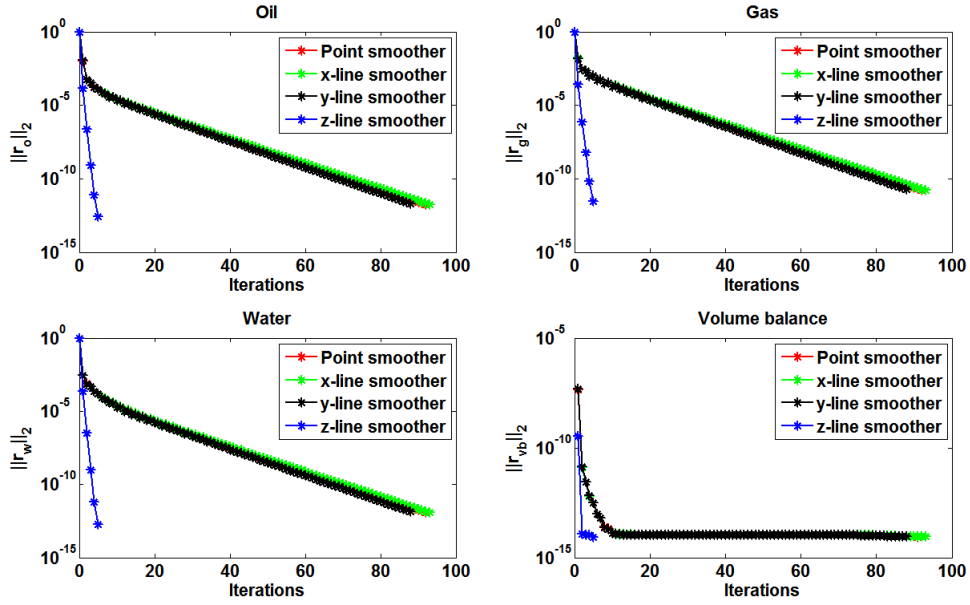 Oil
10^0
10^-5
10^-10
10^-15
||r_o||_2
0 20 40 60 80 100
Iterations
Point smoother
x-line smoother
y-line smoother
z-line smoother
Gas
10^0
10^-5
10^-10
10^-15
||r_g||_2
0 20 40 60 80 100
Iterations
Point smoother
x-line smoother
y-line smoother
z-line smoother
Water
10^0
10^-5
10^-10
10^-15
||r_w||_2
0 20 40 60 80 100
Iterations
Point smoother
x-line smoother
y-line smoother
z-line smoother
Volume balance
10^-5
10^-10
10^-15
||r_vb||_2
0 20 40 60 80 100
Iterations
Point smoother
x-line smoother
y-line smoother
z-line smoother